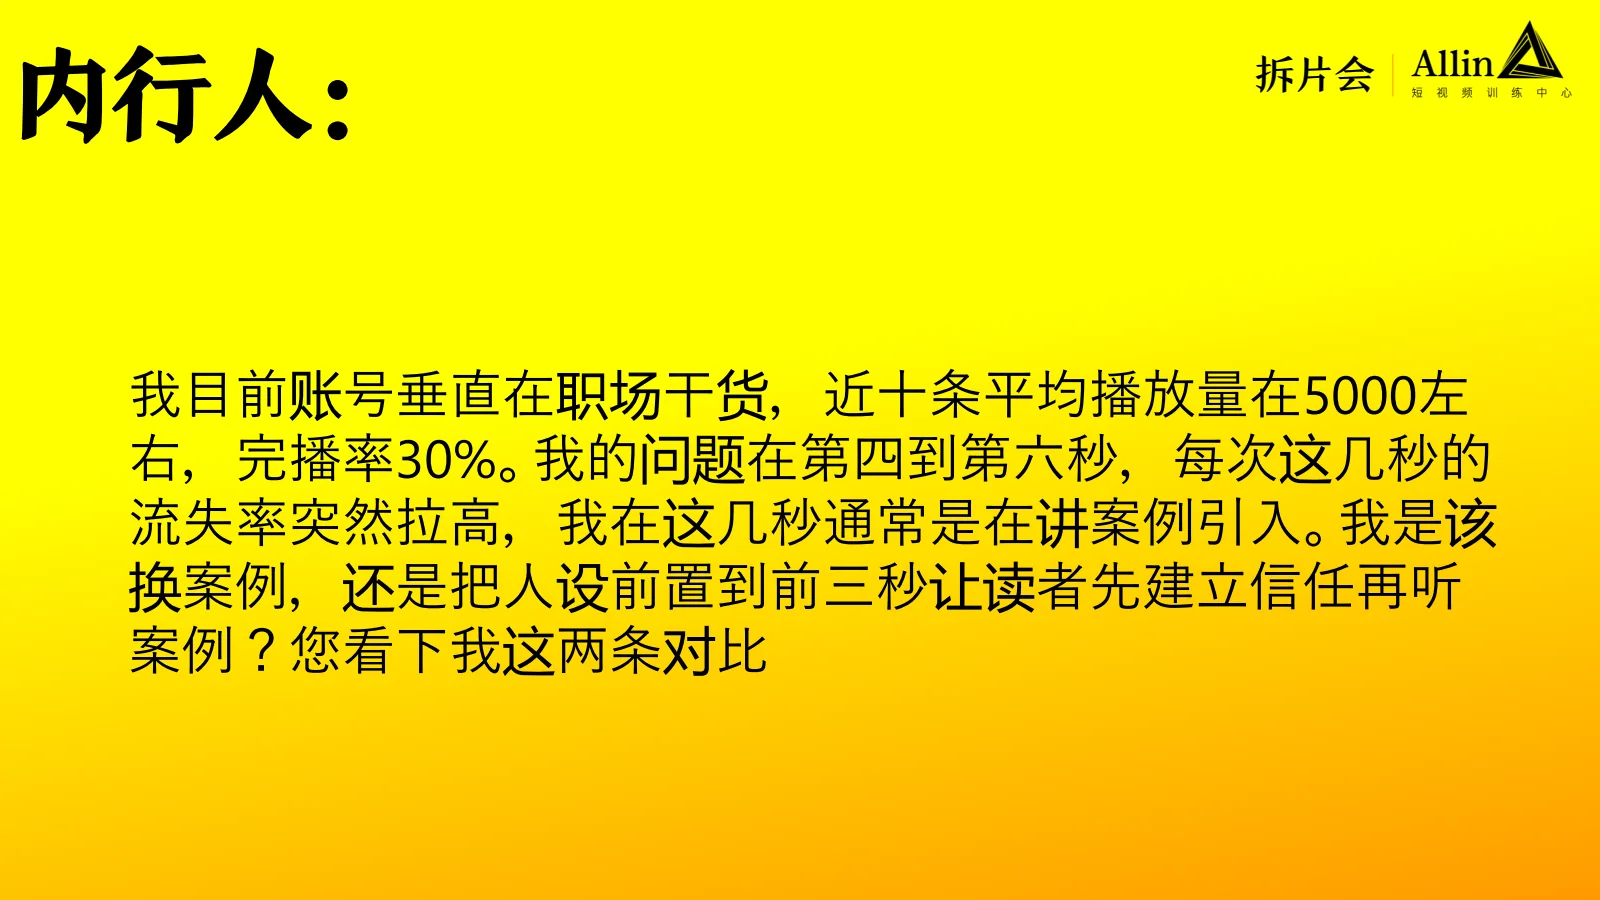 内行人：
拆片会
Allin
短视频训练中心
我目前账号垂直在职场干货，近十条平均播放量在5000左
右，完播率30%。我的问题在第四到第六秒，每次这几秒的
流失率突然拉高，我在这几秒通常是在讲案例引入。我是该
换案例，还是把人设前置到前三秒让读者先建立信任再听
案例？您看下我这两条对比